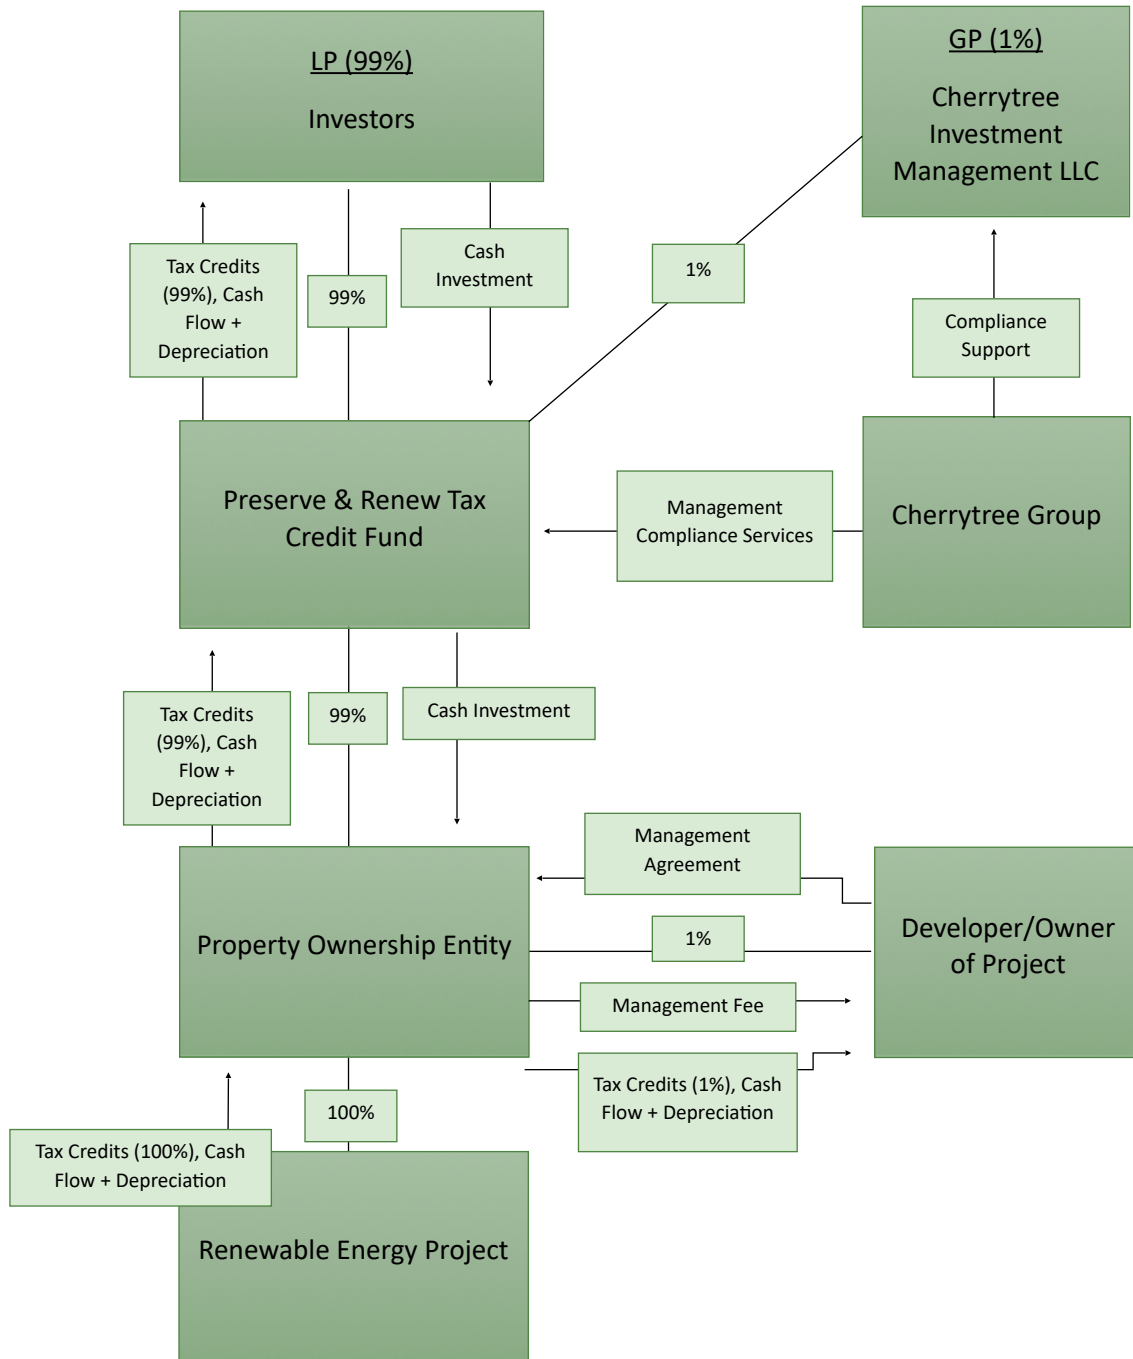 LP (99%)
Investors
GP (1%)
Cherrytree
Investment
Management LLC
Tax Credits
(99%), Cash
Flow +
Depreciation
99%
Cash
Investment
1%
Compliance
Support
Preserve & Renew Tax
Credit Fund
Management
Compliance Services
Cherrytree Group
Tax Credits
(99%), Cash
Flow +
Depreciation
99%
Cash Investment
Management
Agreement
Property Ownership Entity
1%
Developer/Owner
of Project
Management Fee
Tax Credits (1%), Cash
Flow + Depreciation
100%
Tax Credits (100%), Cash
Flow + Depreciation
Renewable Energy Project